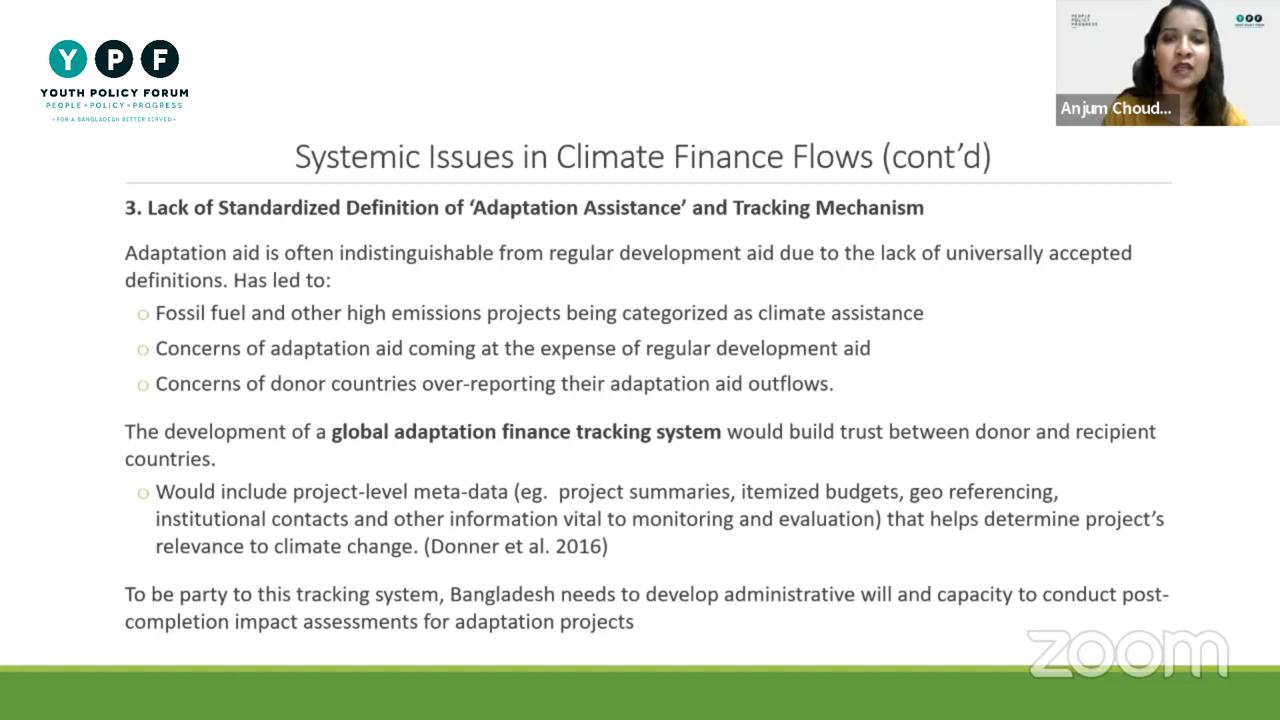 Y P F
YOUTH POLICY FORUM
PEOPLE • POLICY • PROGRESS
• FOR A BANGLADESH BETTER SERVED •
PEOPLE
POLICY
PROGRESS
YPF
Anjum Choud...
Systemic Issues in Climate Finance Flows (cont’d)
3. Lack of Standardized Definition of ‘Adaptation Assistance’ and Tracking Mechanism
Adaptation aid is often indistinguishable from regular development aid due to the lack of universally accepted
definitions. Has led to:
Fossil fuel and other high emissions projects being categorized as climate assistance
Concerns of adaptation aid coming at the expense of regular development aid
Concerns of donor countries over-reporting their adaptation aid outflows.
The development of a global adaptation finance tracking system would build trust between donor and recipient
countries.
Would include project-level meta-data (eg. project summaries, itemized budgets, geo referencing,
institutional contacts and other information vital to monitoring and evaluation) that helps determine project’s
relevance to climate change. (Donner et al. 2016)
To be party to this tracking system, Bangladesh needs to develop administrative will and capacity to conduct post-
completion impact assessments for adaptation projects
zoom